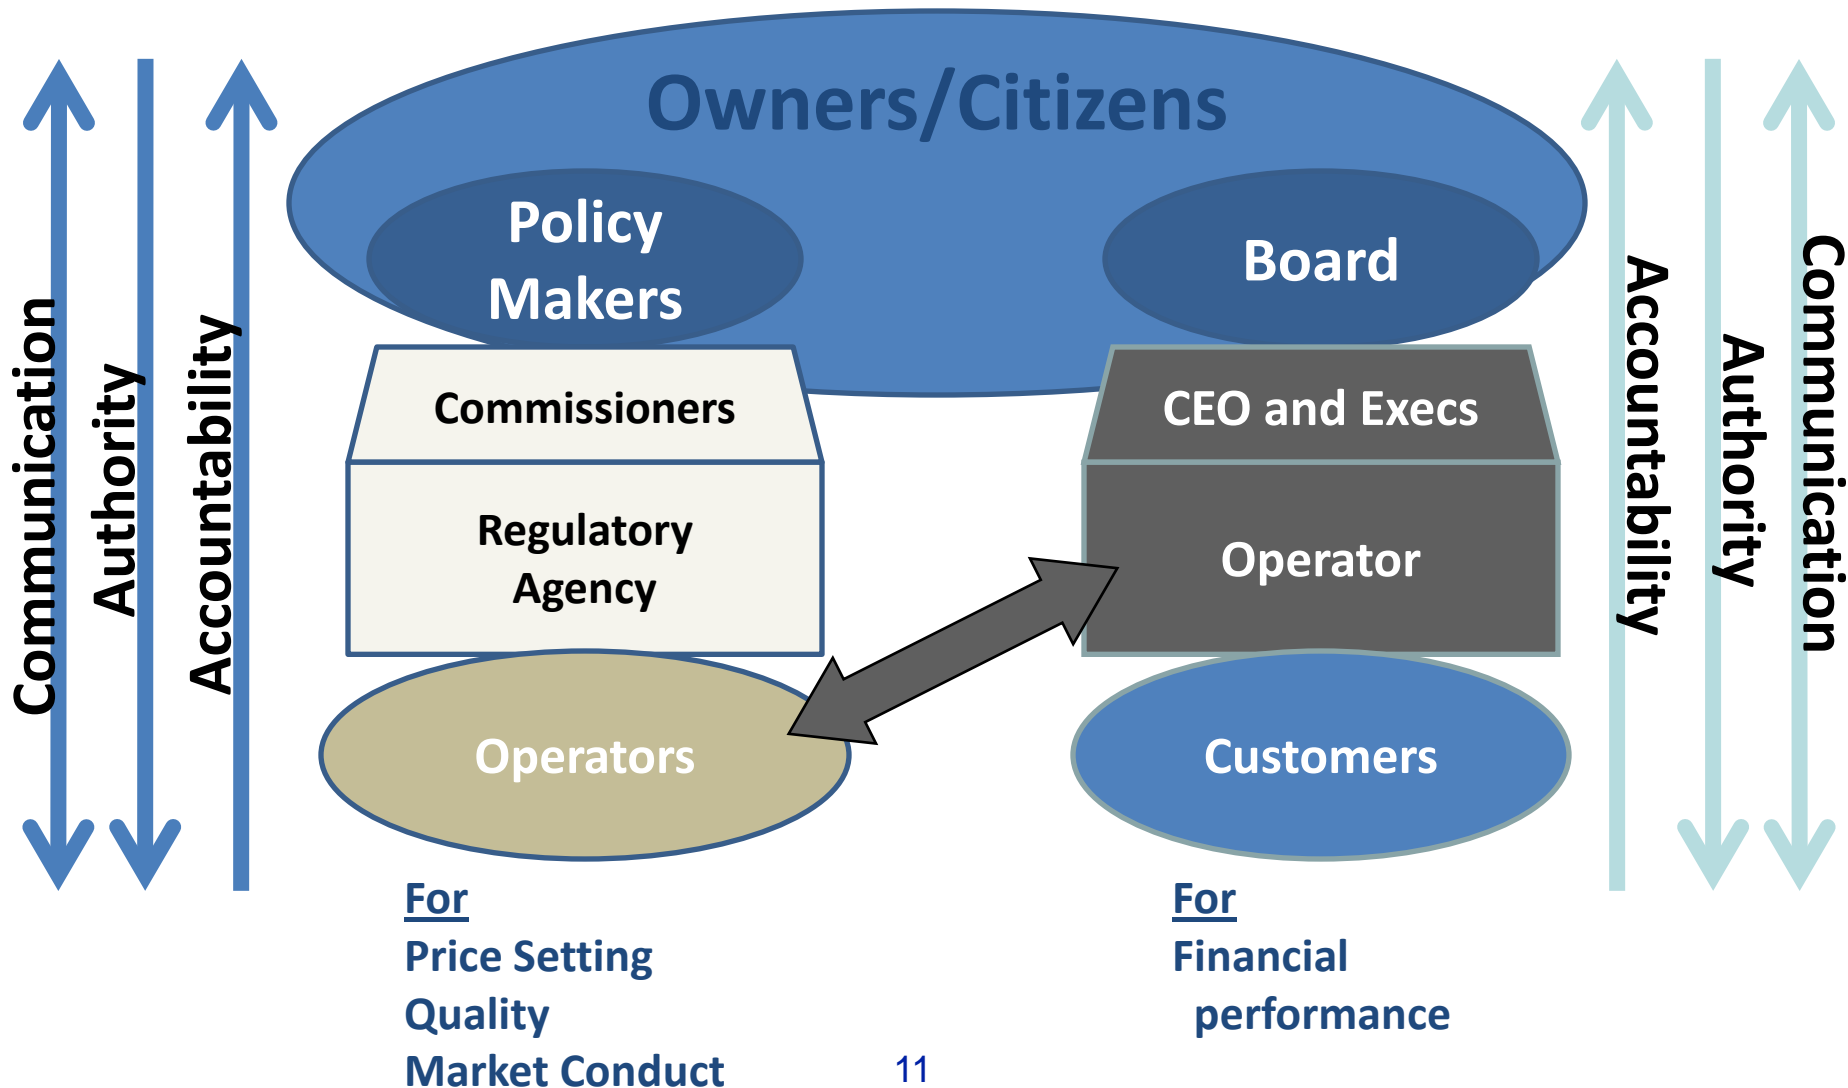 Owners/Citizens
Policy
Makers
Board
Communication
Authority
Accountability
Commissioners
CEO and Execs
Accountability
Authority
Communication
Regulatory
Agency
Operator
Operators
Customers
For
Price Setting
Quality
Market Conduct
For
Financial
performance
11